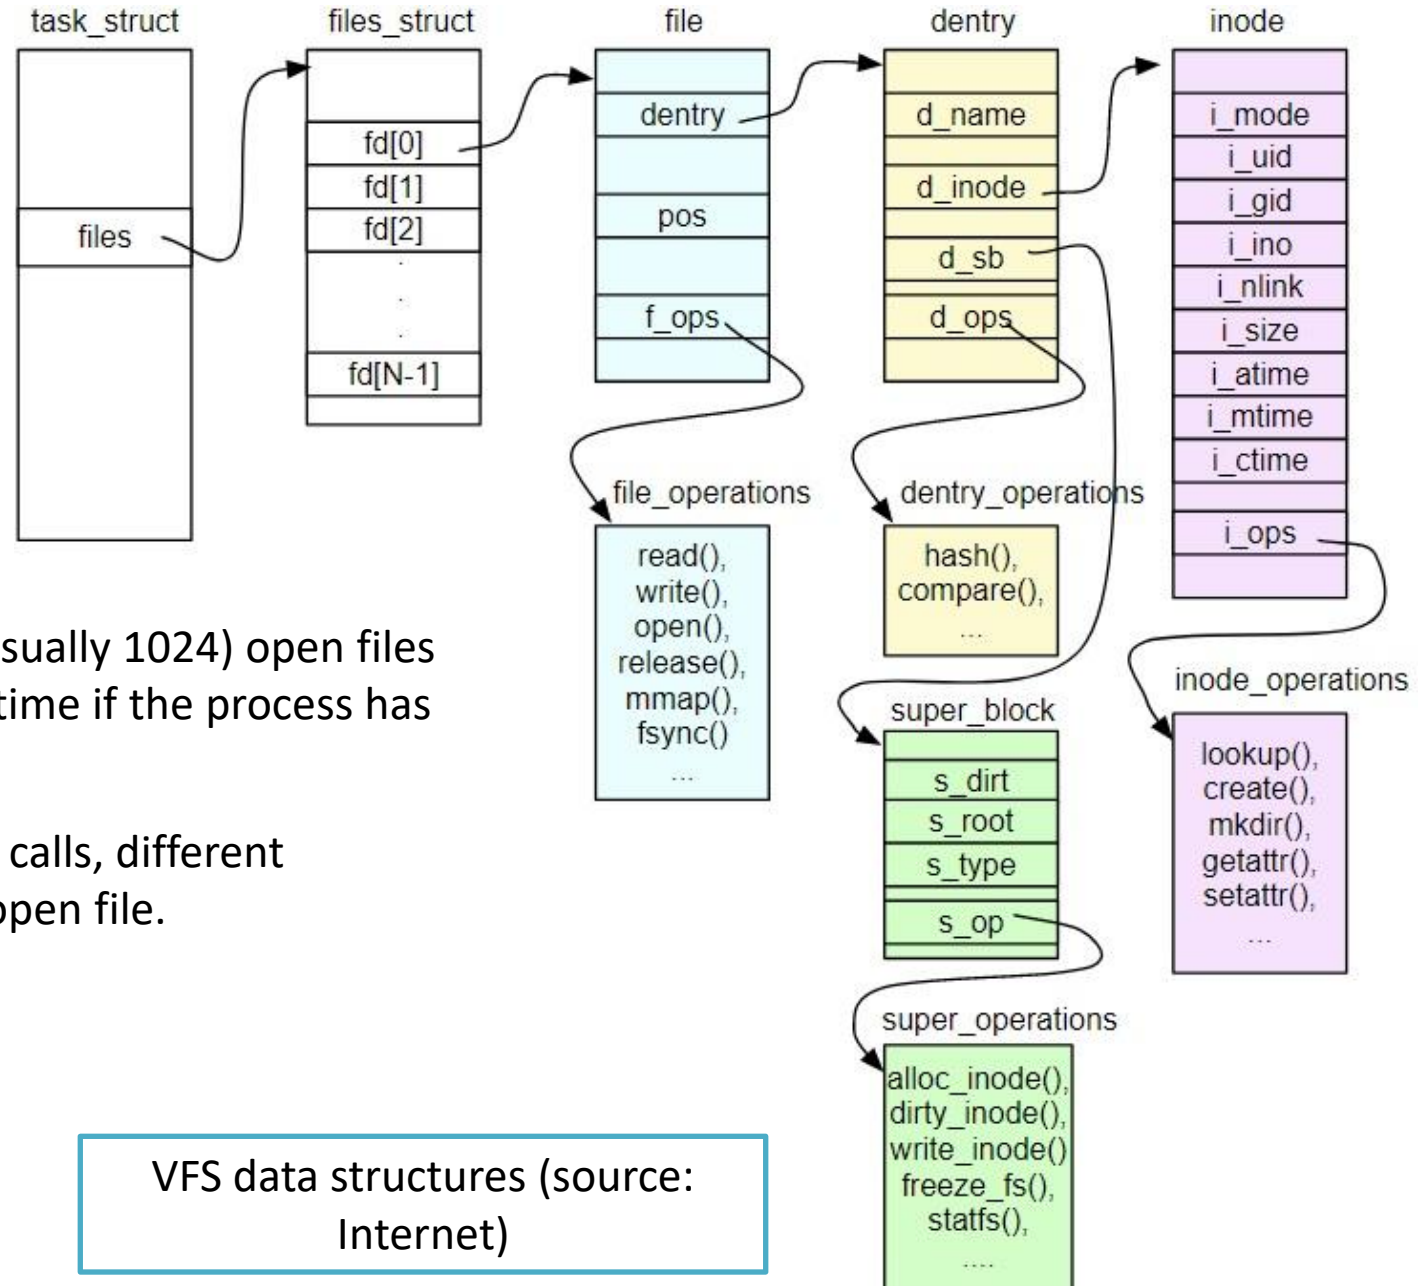 task_struct
files
files_struct
fd[0]
fd[1]
fd[2]
.
.
.
fd[N-1]
file
dentry
pos
f_ops
dentry
d_name
d_inode
d_sb
d_ops
inode
i_mode
i_uid
i_gid
i_ino
i_nlink
i_size
i_atime
i_mtime
i_ctime
i_ops
file_operations
read(),
write(),
open(),
release(),
mmap(),
fsync()
...
dentry_operations
hash(),
compare(),
...
super_block
s_dirt
s_root
s_type
s_op
inode_operations
lookup(),
create(),
mkdir(),
getattr(),
setattr(),
...
super_operations
alloc_inode(),
dirty_inode(),
write_inode()
freeze_fs(),
statfs(),
....
sually 1024) open files
time if the process has
calls, different
open file.
VFS data structures (source:
Internet)